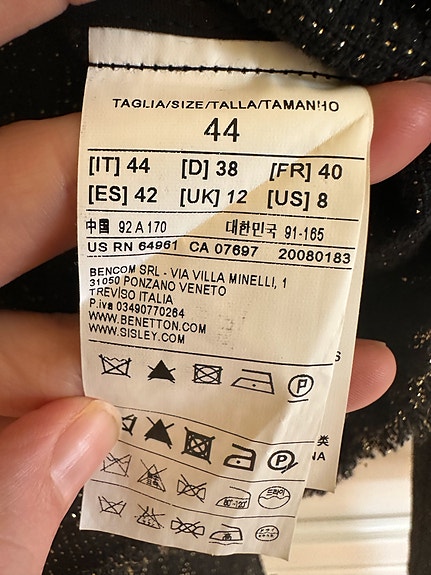 TAGLIA/SIZE/TALLA/TAMANHO
44
[IT] 44 [D] 38 [FR] 40
[ES] 42 [UK] 12 [US] 8
中国 92 A 170 대한민국 91-165
US RN 64961 CA 07697 20080183
BENCOM SRL - VIA VILLA MINELLI, 1
31050 PONZANO VENETO
TREVISO ITALIA
P.iva 03490770264
WWW.BENETTON.COM
WWW.SISLEY.COM
P
S
P
类
NA